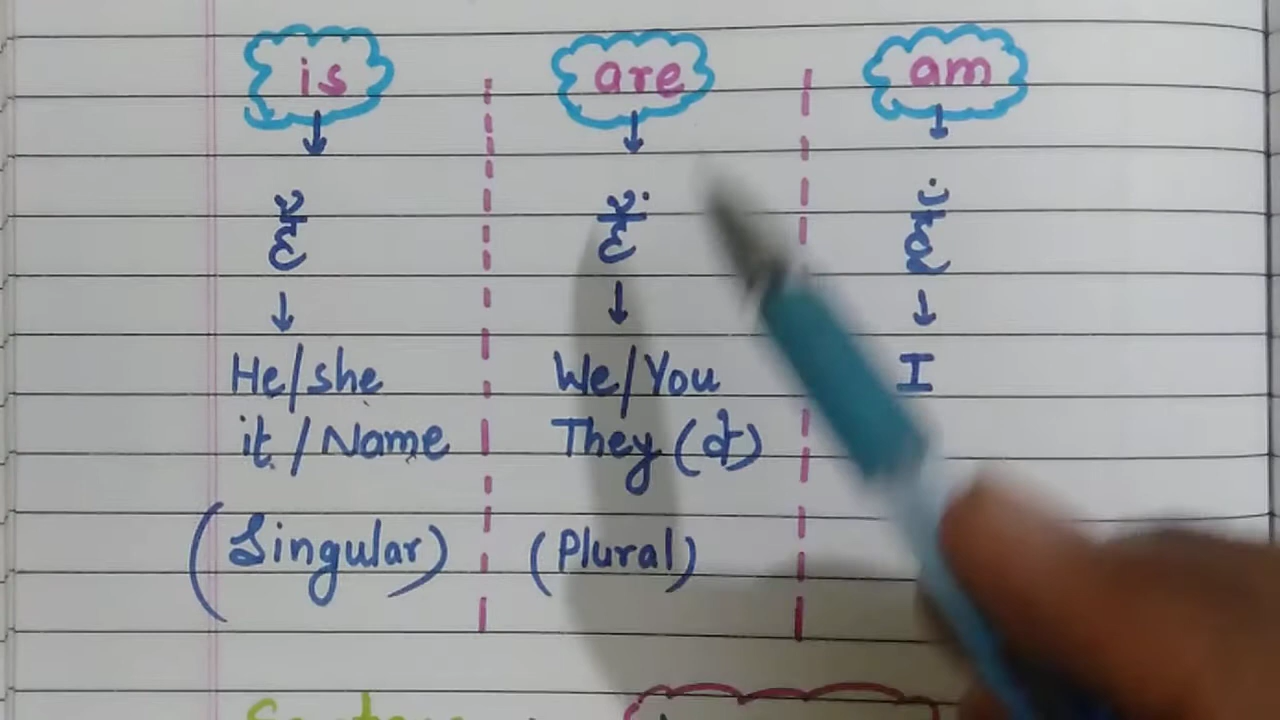 is are am
है हैं हूँ
He/she We/You I
it/Name They (वे)
(Singular) (Plural)